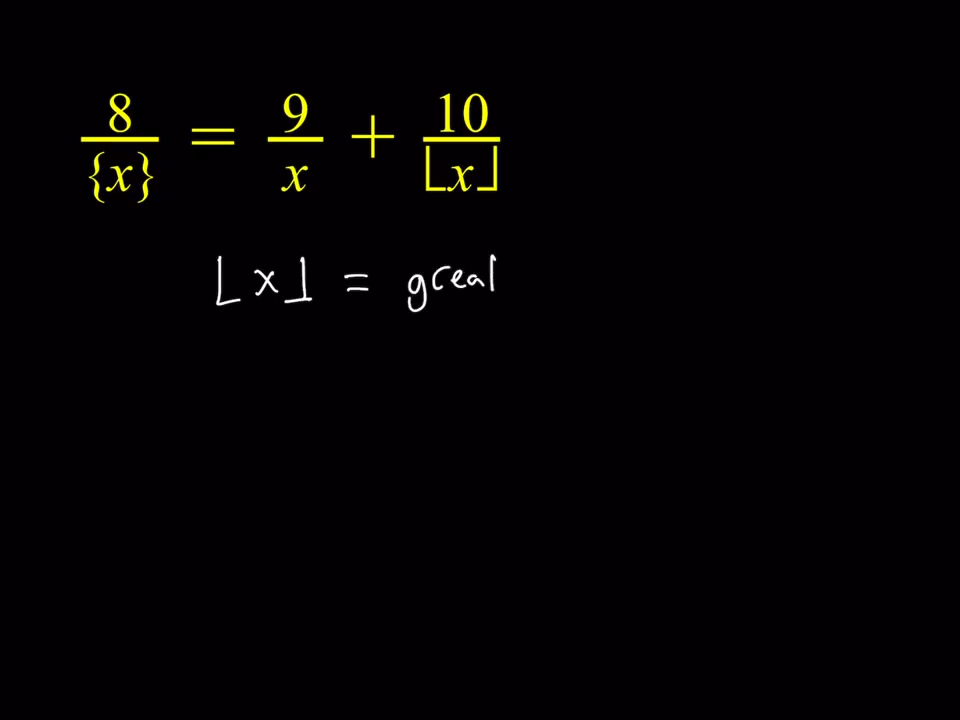 8/{x} = 9/x + 10/⌊x⌋
⌊x⌋ = greal